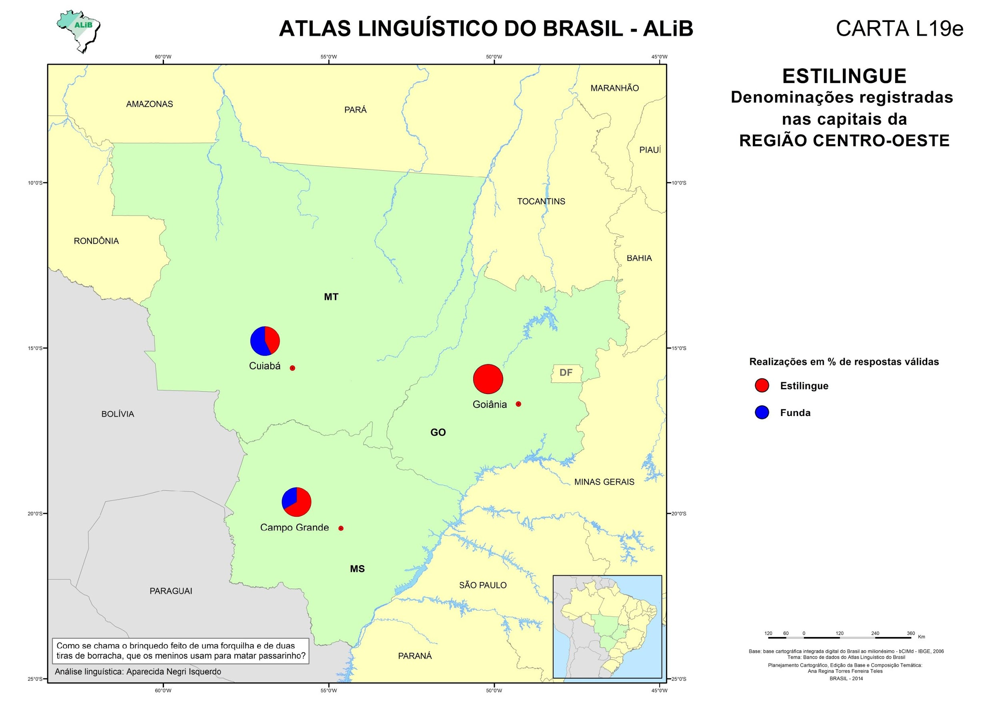 ALiB
ATLAS LINGUÍSTICO DO BRASIL - ALiB
CARTA L19e
ESTILINGUE
Denominações registradas
nas capitais da
REGIÃO CENTRO-OESTE
60°0'W
55°0'W
50°0'W
45°0'W
MARANHÃO
AMAZONAS
PARÁ
PIAUÍ
10°0'S
10°0'S
TOCANTINS
RONDÔNIA
BAHIA
MT
15°0'S
15°0'S
Cuiabá
DF
Goiânia
BOLÍVIA
GO
MINAS GERAIS
20°0'S
20°0'S
Campo Grande
MS
SÃO PAULO
PARAGUAI
PARANÁ
Como se chama o brinquedo feito de uma forquilha e de duas
tiras de borracha, que os meninos usam para matar passarinho?
Análise linguística: Aparecida Negri Isquerdo
25°0'S
25°0'S
60°0'W
55°0'W
50°0'W
45°0'W
Realizações em % de respostas válidas
Estilingue
Funda
120 60 0 120 240 360
Km
Base: base cartográfica integrada digital do Brasil ao milionésimo - bCIMd - IBGE, 2006
Tema: Banco de dados do Atlas Linguístico do Brasil
Planejamento Cartográfico, Edição da Base e Composição Temática:
Ana Regina Torres Ferreira Teles
BRASIL - 2014